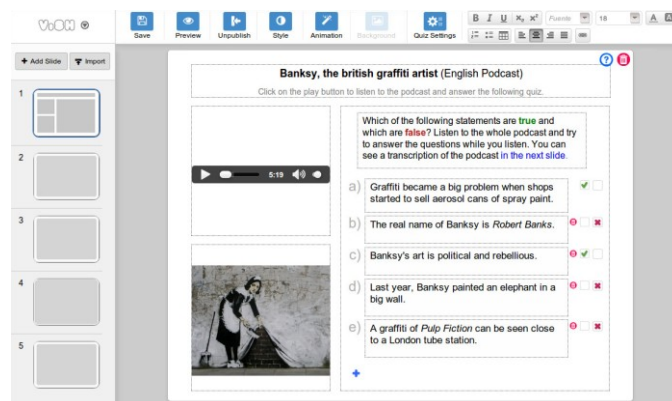 ViSH
Save
Preview
Unpublish
Style
Animation
Background
Quiz Settings
B I U X₂ X²
Fuente
18
A
+ Add Slide
Import
1
2
3
4
5
Banksy, the british graffiti artist (English Podcast)
Click on the play button to listen to the podcast and answer the following quiz.
5:19
Which of the following statements are true and
which are false? Listen to the whole podcast and try
to answer the questions while you listen. You can
see a transcription of the podcast in the next slide.
a) Graffiti became a big problem when shops
started to sell aerosol cans of spray paint.
b) The real name of Banksy is Robert Banks.
c) Banksy's art is political and rebellious.
d) Last year, Banksy painted an elephant in a
big wall.
e) A graffiti of Pulp Fiction can be seen close
to a London tube station.